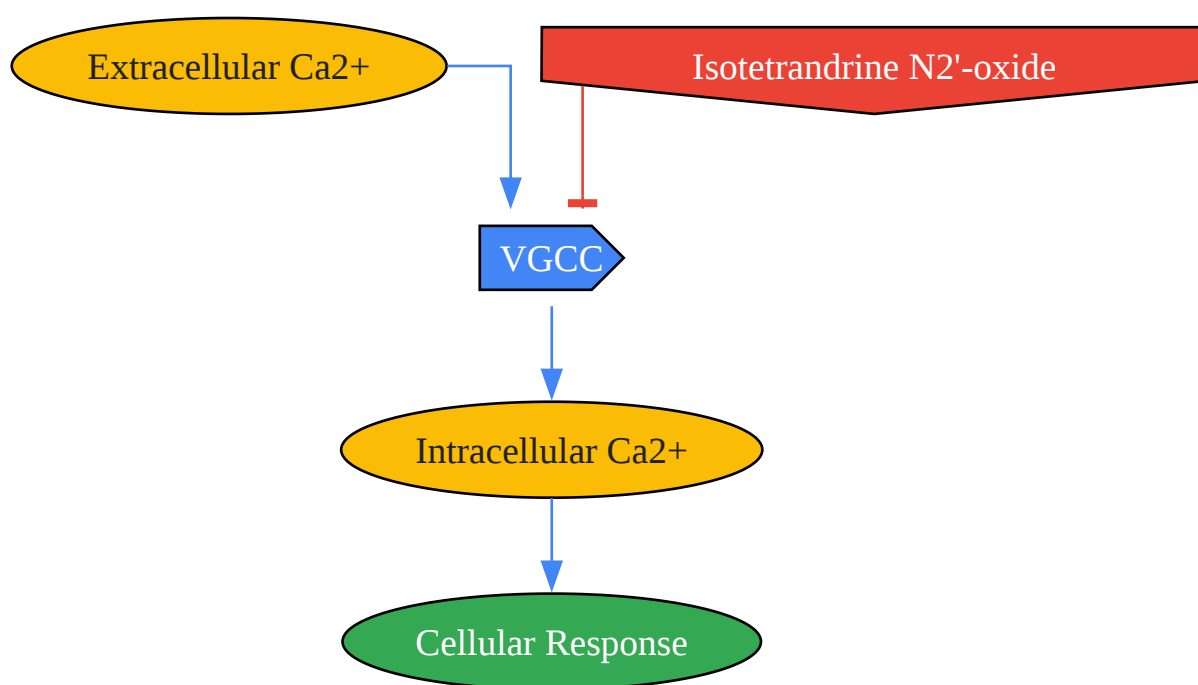 Extracellular Ca2+
Isotetrandrine N2'-oxide
VGCC
Intracellular Ca2+
Cellular Response